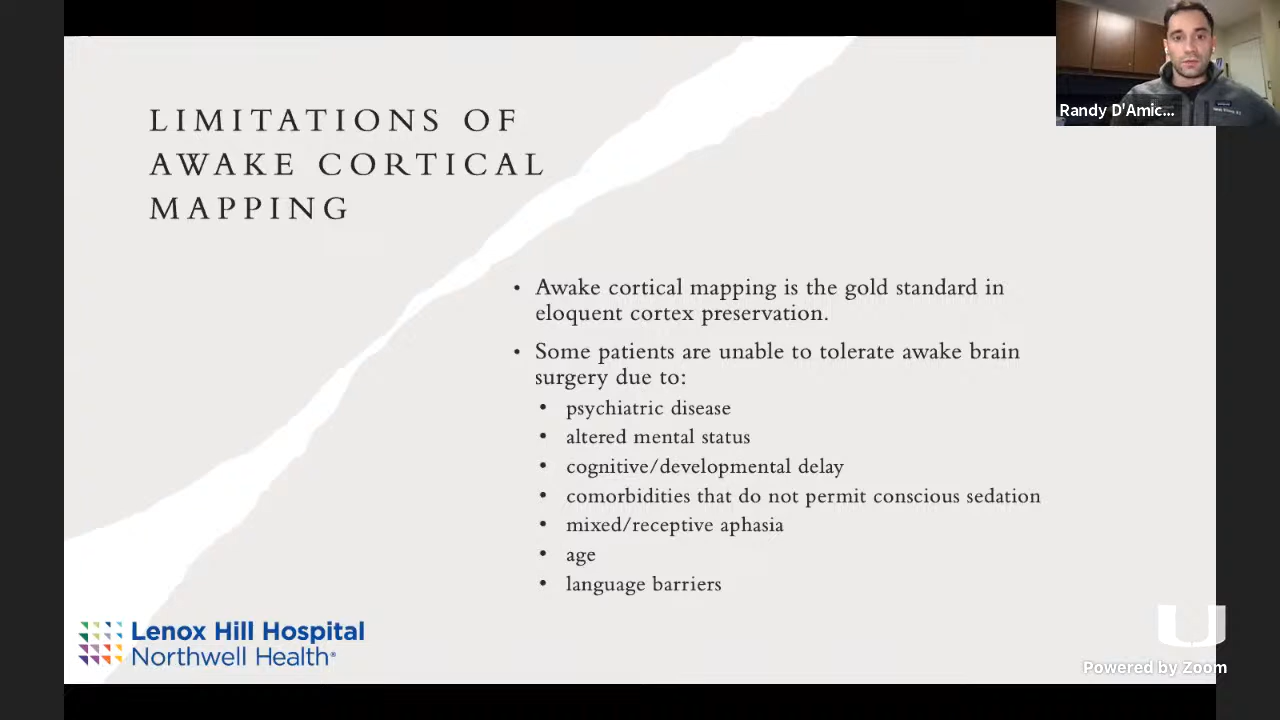 Randy D'Amic...
LIMITATIONS OF
AWAKE CORTICAL
MAPPING
• Awake cortical mapping is the gold standard in
eloquent cortex preservation.
• Some patients are unable to tolerate awake brain
surgery due to:
• psychiatric disease
• altered mental status
• cognitive/developmental delay
• comorbidities that do not permit conscious sedation
• mixed/receptive aphasia
• age
• language barriers
Lenox Hill Hospital
Northwell Health®
U
Powered by Zoom